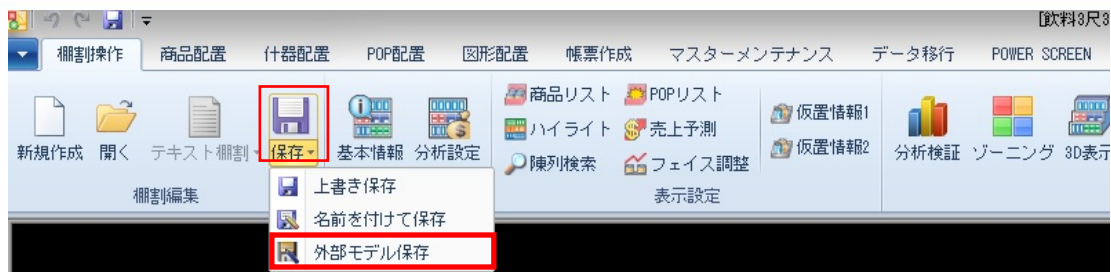 [飲料3尺3
棚割操作 商品配置 什器配置 POP配置 図形配置 帳票作成 マスターメンテナンス データ移行 POWER SCREEN
商品リスト POPリスト
仮置情報1
ハイライト 売上予測
新規作成 開く テキスト棚割 保存 基本情報 分析設定
仮置情報2
分析検証 ゾーニング 3D表示
陳列検索 フェイス調整
棚割編集 表示設定
上書き保存
名前を付けて保存
外部モデル保存